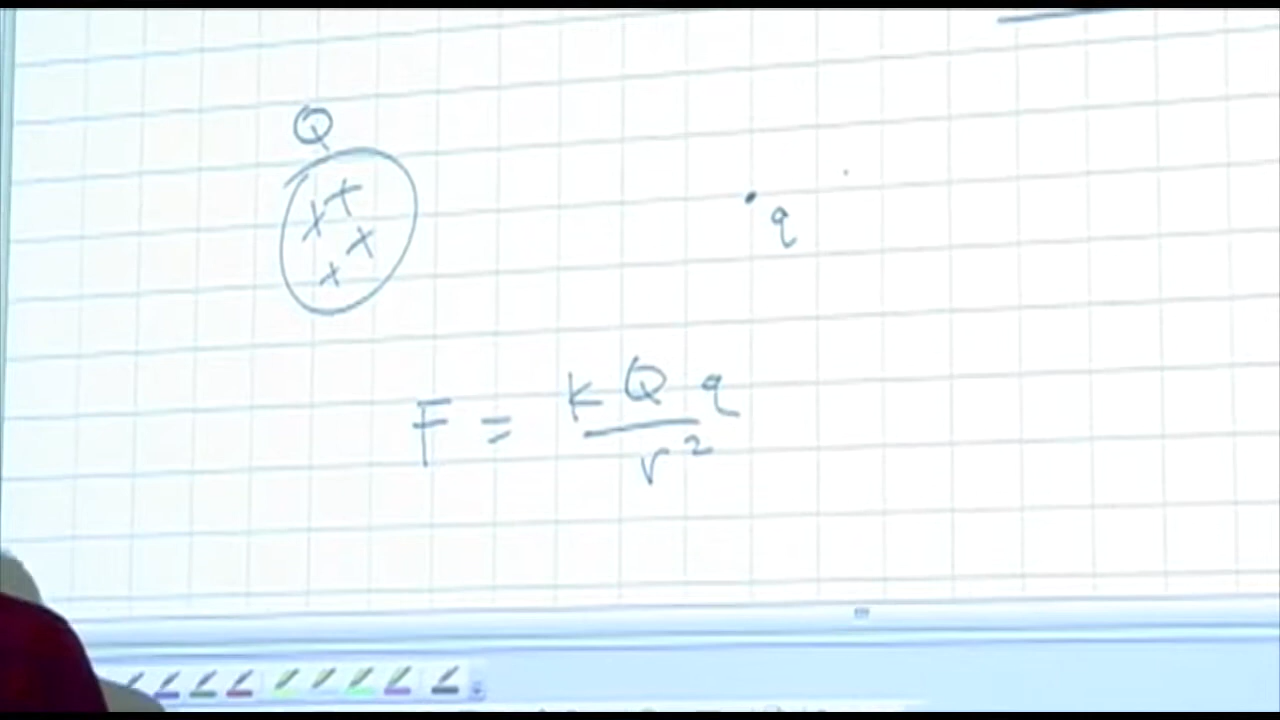 Q
q
F = kQq / r²